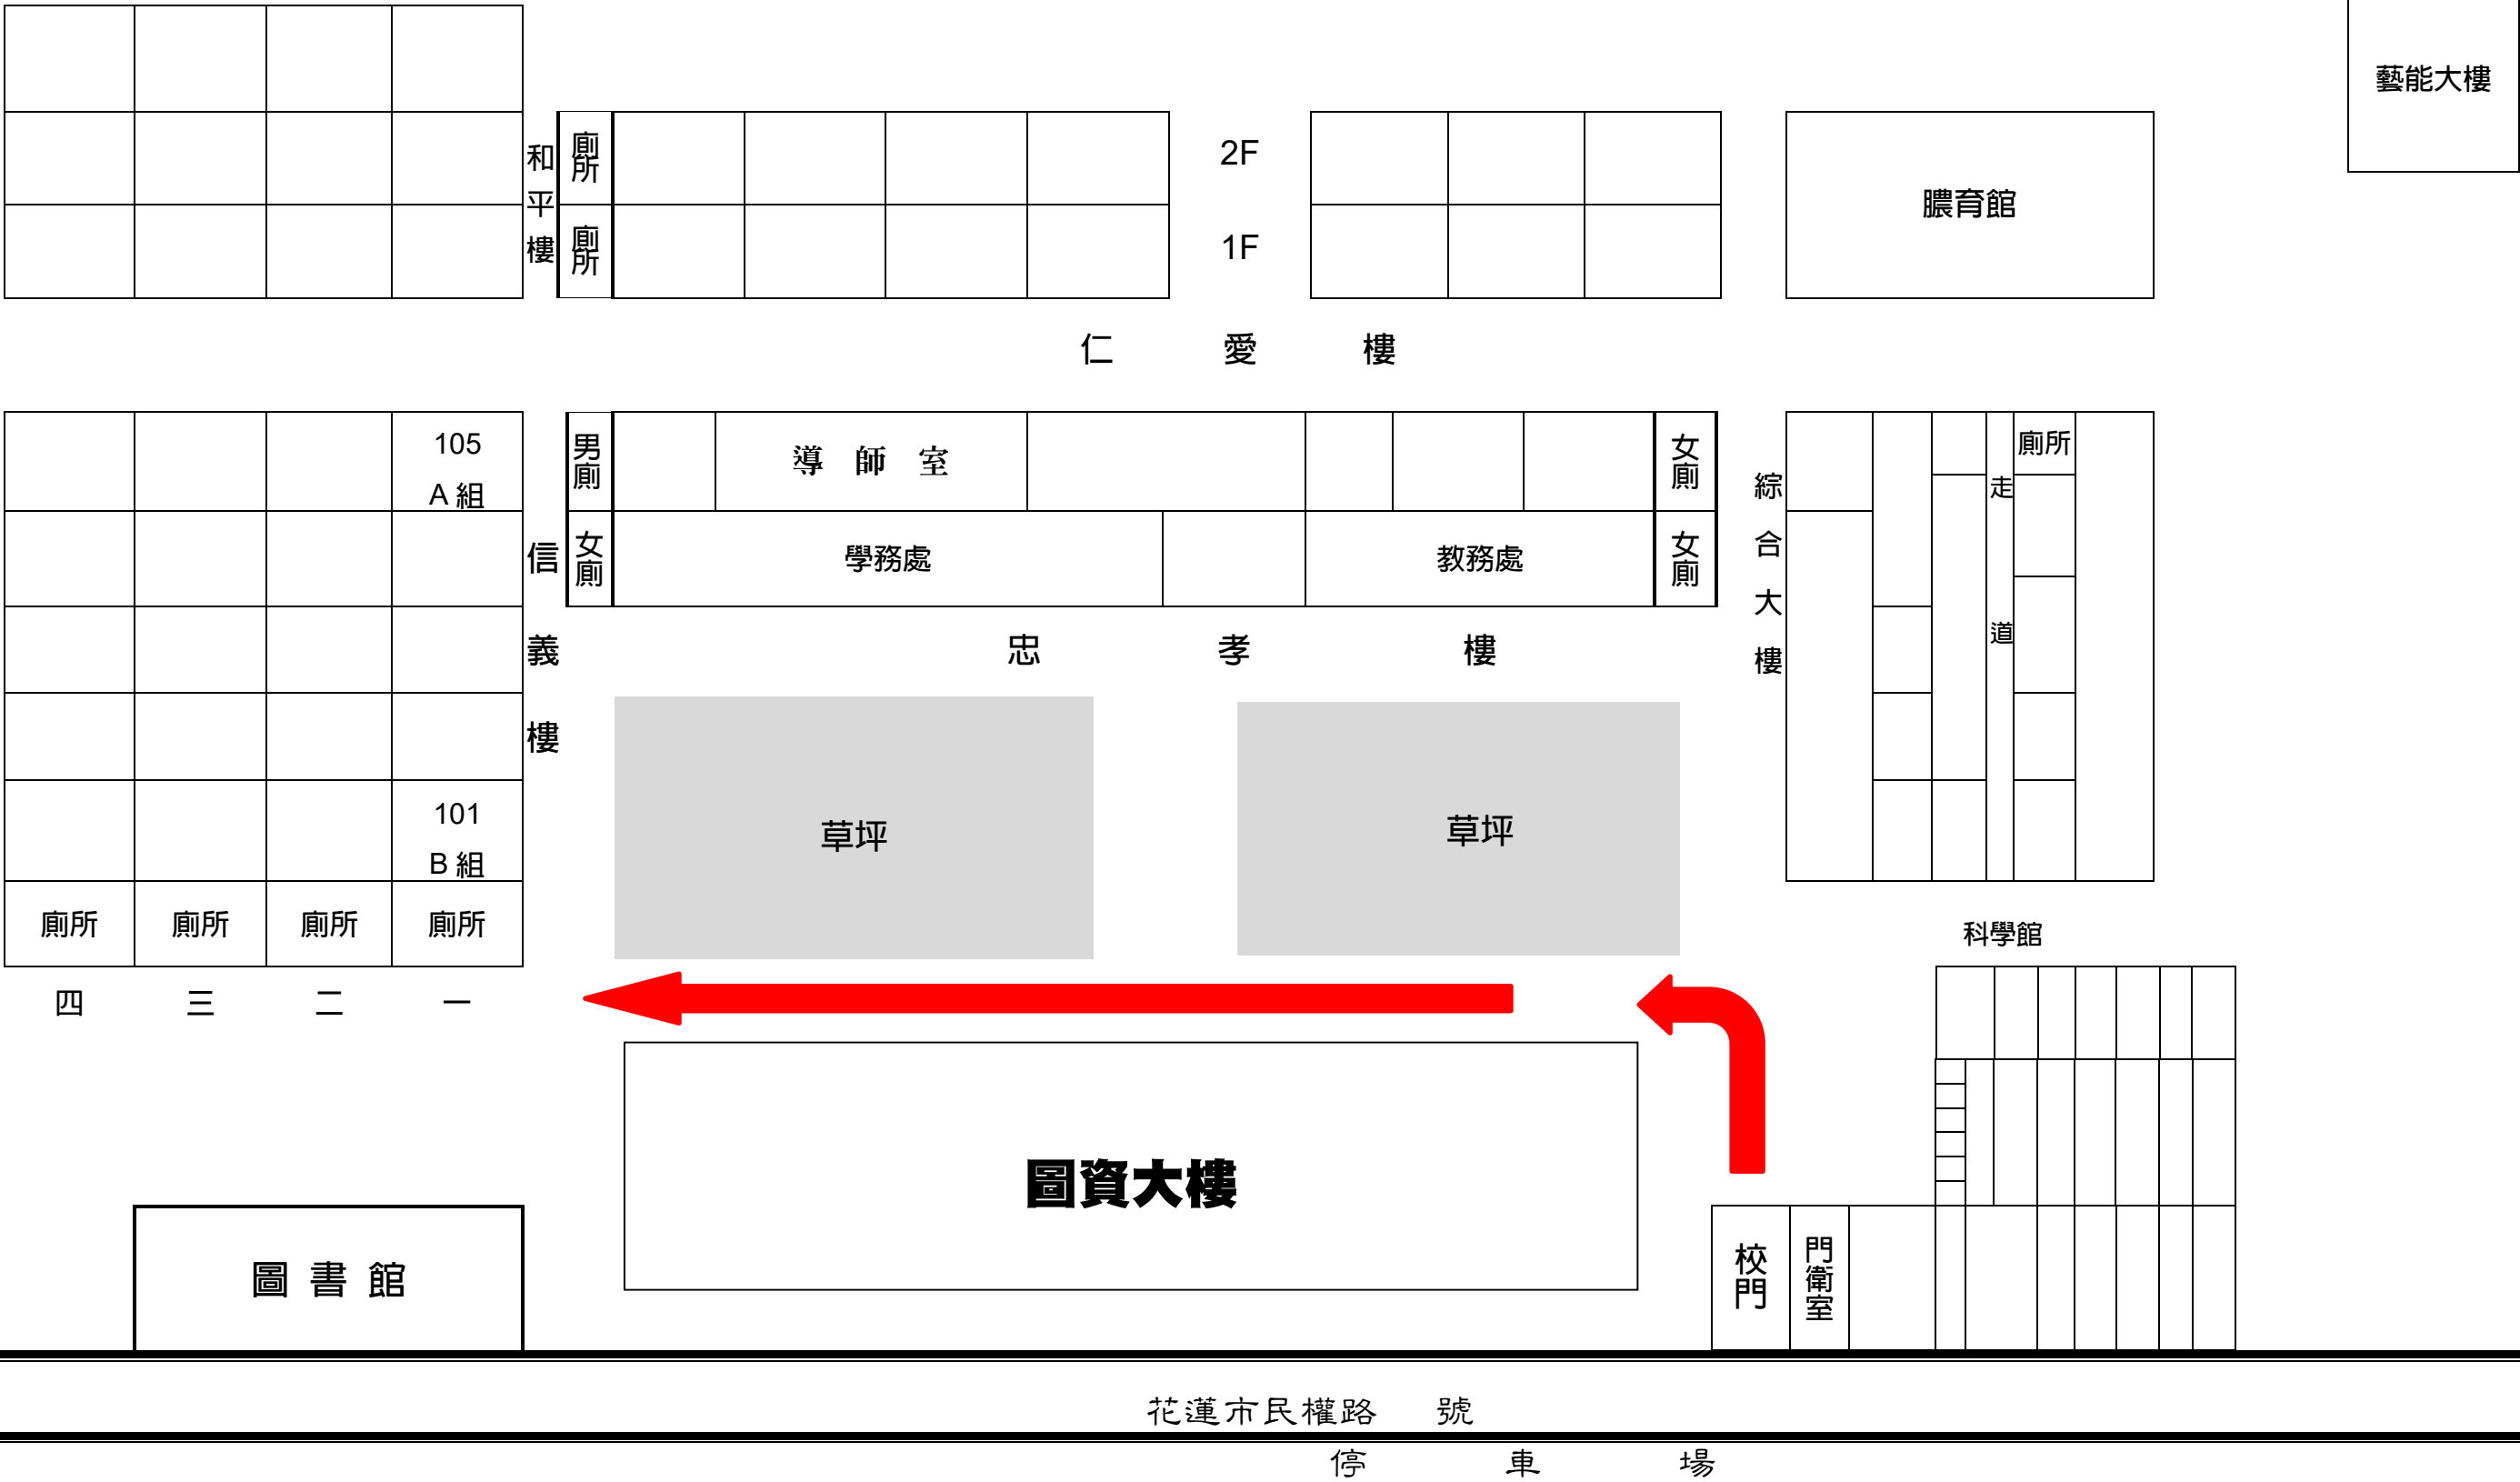 藝能大樓
和平樓
廁所
廁所
2F
1F
膿育館
仁愛樓
105
A 組
男廁
導師室
女廁
女廁
學務處
教務處
女廁
信義樓
忠孝樓
綜合大樓
走道
廁所
草坪
草坪
101
B 組
廁所 廁所 廁所 廁所
四 三 二 一
科學館
圖資大樓
圖書館
校門
門衛室
花蓮市民權路 號
停車場